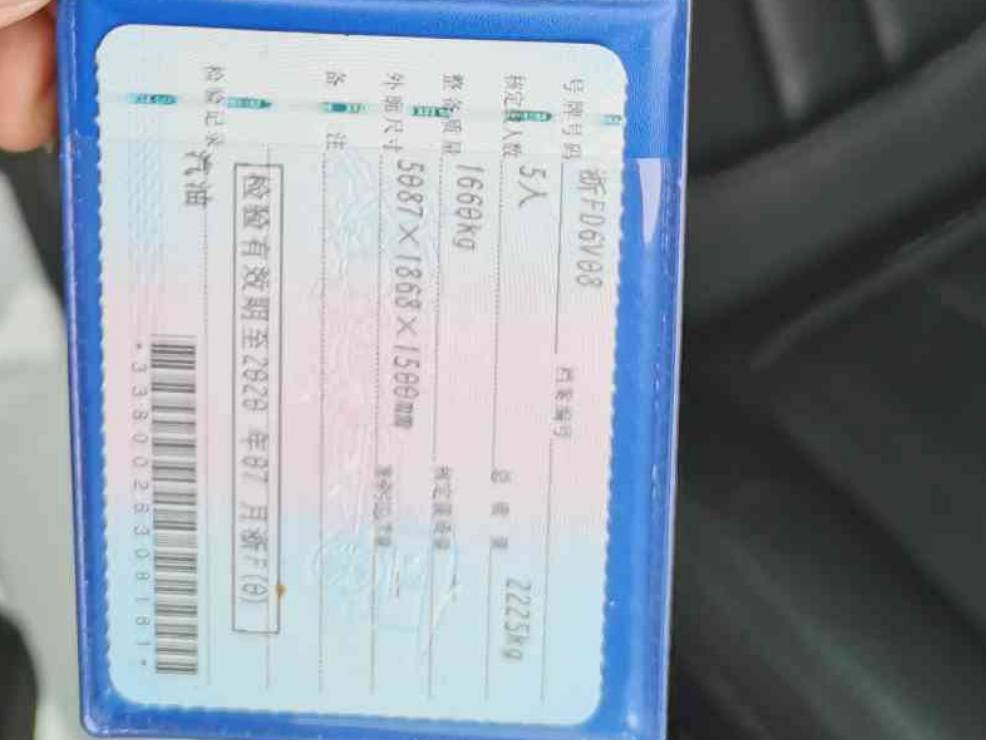 号牌号码 浙FD6V88 档案编号
核定载人数 5人 总质量 2225kg
整备质量 1660kg 核定载质量 --
外廓尺寸 5087×1868×1500mm 准牵引总质量 --
备注
检验有效期至2020年07月浙F(0)
检验记录
汽油
*3380028308181*